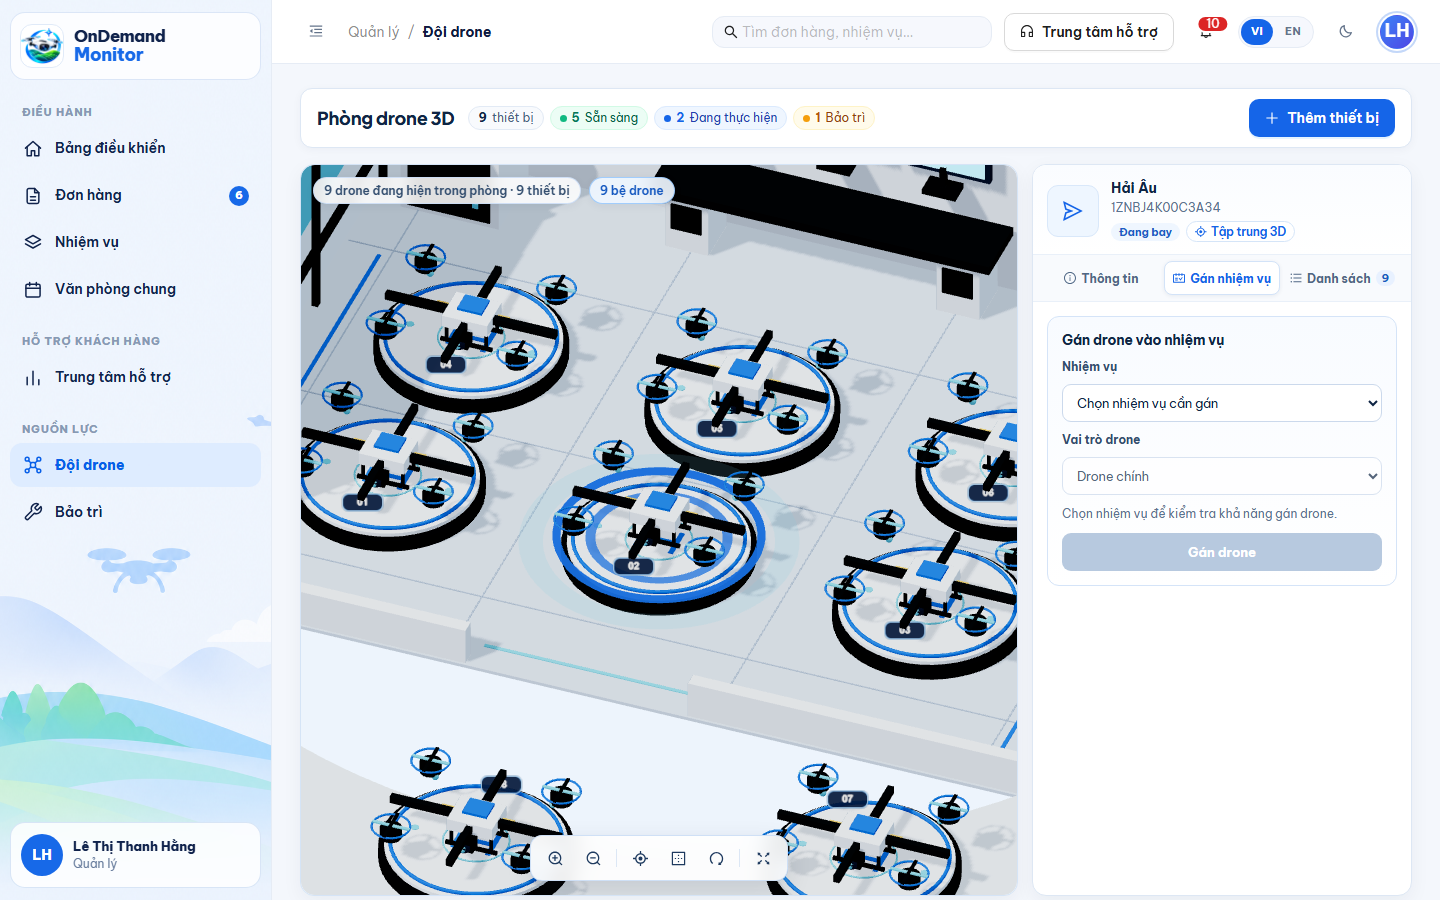 OnDemand
Monitor
ĐIỀU HÀNH
Bảng điều khiển
Đơn hàng
6
Nhiệm vụ
Văn phòng chung
HỖ TRỢ KHÁCH HÀNG
Trung tâm hỗ trợ
NGUỒN LỰC
Đội drone
Bảo trì
LH
Lê Thị Thanh Hằng
Quản lý
Quản lý / Đội drone
Tìm đơn hàng, nhiệm vụ...
Trung tâm hỗ trợ
10
VI
EN
LH
Phòng drone 3D
9 thiết bị
5 Sẵn sàng
2 Đang thực hiện
1 Bảo trì
Thêm thiết bị
9 drone đang hiện trong phòng · 9 thiết bị
9 bệ drone
04
01
02
07
Hải Âu
1ZNBJ4K00C3A34
Đang bay
Tập trung 3D
Thông tin
Gán nhiệm vụ
Danh sách 9
Gán drone vào nhiệm vụ
Nhiệm vụ
Chọn nhiệm vụ cần gán
Vai trò drone
Drone chính
Chọn nhiệm vụ để kiểm tra khả năng gán drone.
Gán drone